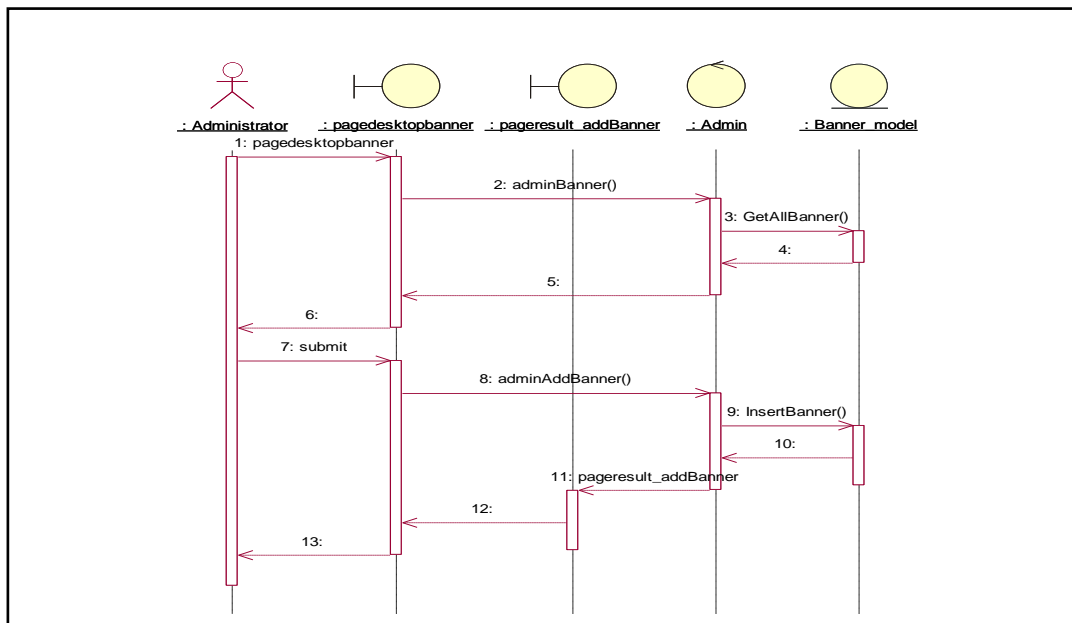 : Administrator
: pagedesktopbanner
: pageresult_addBanner
: Admin
: Banner_model
1: pagedesktopbanner
2: adminBanner()
3: GetAllBanner()
4:
5:
6:
7: submit
8: adminAddBanner()
9: InsertBanner()
10:
11: pageresult_addBanner
12:
13: